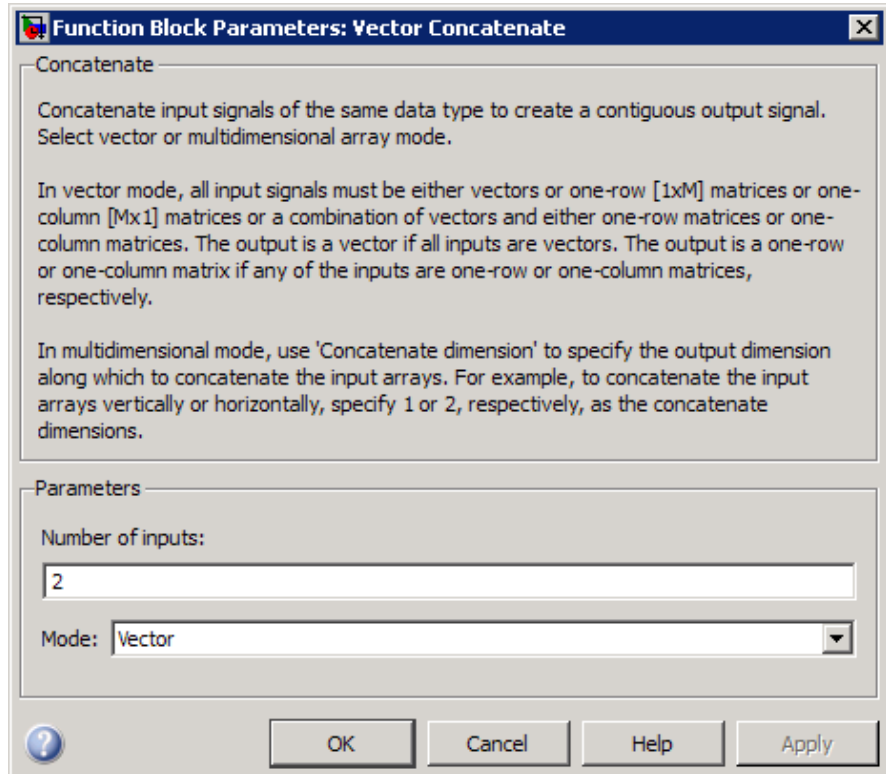 Function Block Parameters: Vector Concatenate
Concatenate
Concatenate input signals of the same data type to create a contiguous output signal.
Select vector or multidimensional array mode.
In vector mode, all input signals must be either vectors or one-row [1xM] matrices or one-
column [Mx1] matrices or a combination of vectors and either one-row matrices or one-
column matrices. The output is a vector if all inputs are vectors. The output is a one-row
or one-column matrix if any of the inputs are one-row or one-column matrices,
respectively.
In multidimensional mode, use 'Concatenate dimension' to specify the output dimension
along which to concatenate the input arrays. For example, to concatenate the input
arrays vertically or horizontally, specify 1 or 2, respectively, as the concatenate
dimensions.
Parameters
Number of inputs:
2
Mode: Vector
OK Cancel Help Apply